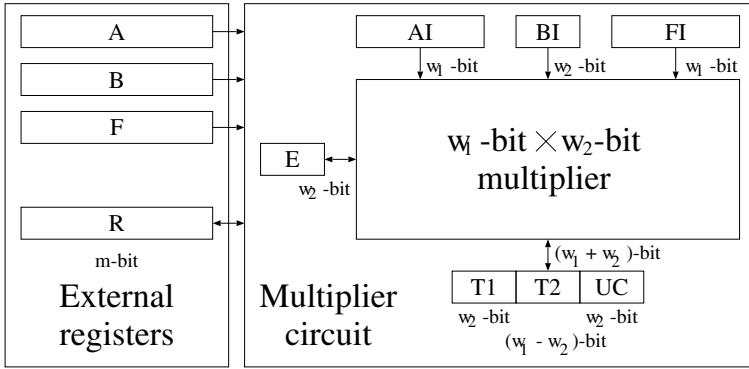 A
B
F
R
m-bit
External
registers
AI
BI
FI
w₁ -bit
w₂ -bit
w₁ -bit
E
w₂ -bit
w₁ -bit × w₂-bit
multiplier
(w₁ + w₂ )-bit
T1
T2
UC
w₂ -bit
w₂ -bit
(w₁ - w₂ )-bit
Multiplier
circuit